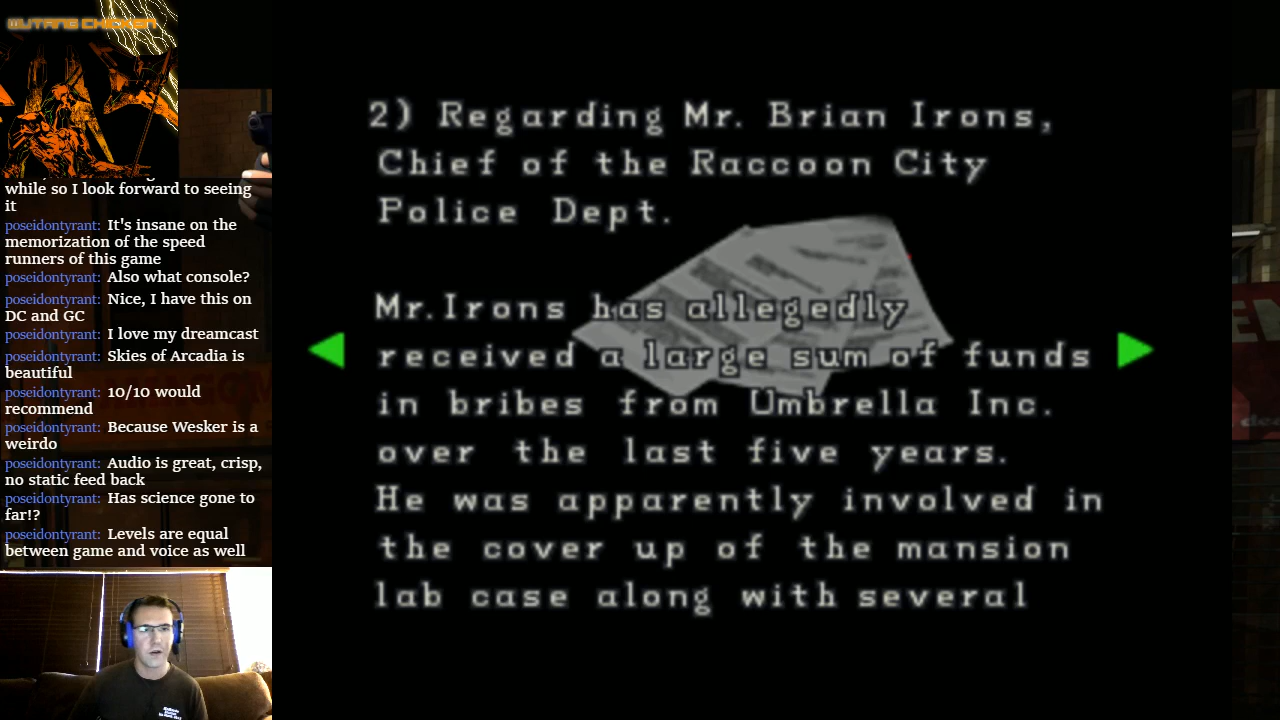 WUTANG CHICKEN
while so I look forward to seeing
it
poseidontyrant: It's insane on the
memorization of the speed
runners of this game
poseidontyrant: Also what console?
poseidontyrant: Nice, I have this on
DC and GC
poseidontyrant: I love my dreamcast
poseidontyrant: Skies of Arcadia is
beautiful
poseidontyrant: 10/10 would
recommend
poseidontyrant: Because Wesker is a
weirdo
poseidontyrant: Audio is great, crisp,
no static feed back
poseidontyrant: Has science gone to
far!?
poseidontyrant: Levels are equal
between game and voice as well
2) Regarding Mr. Brian Irons,
Chief of the Raccoon City
Police Dept.
Mr.Irons has allegedly
received a large sum of funds
in bribes from Umbrella Inc.
over the last five years.
He was apparently involved in
the cover up of the mansion
lab case along with several